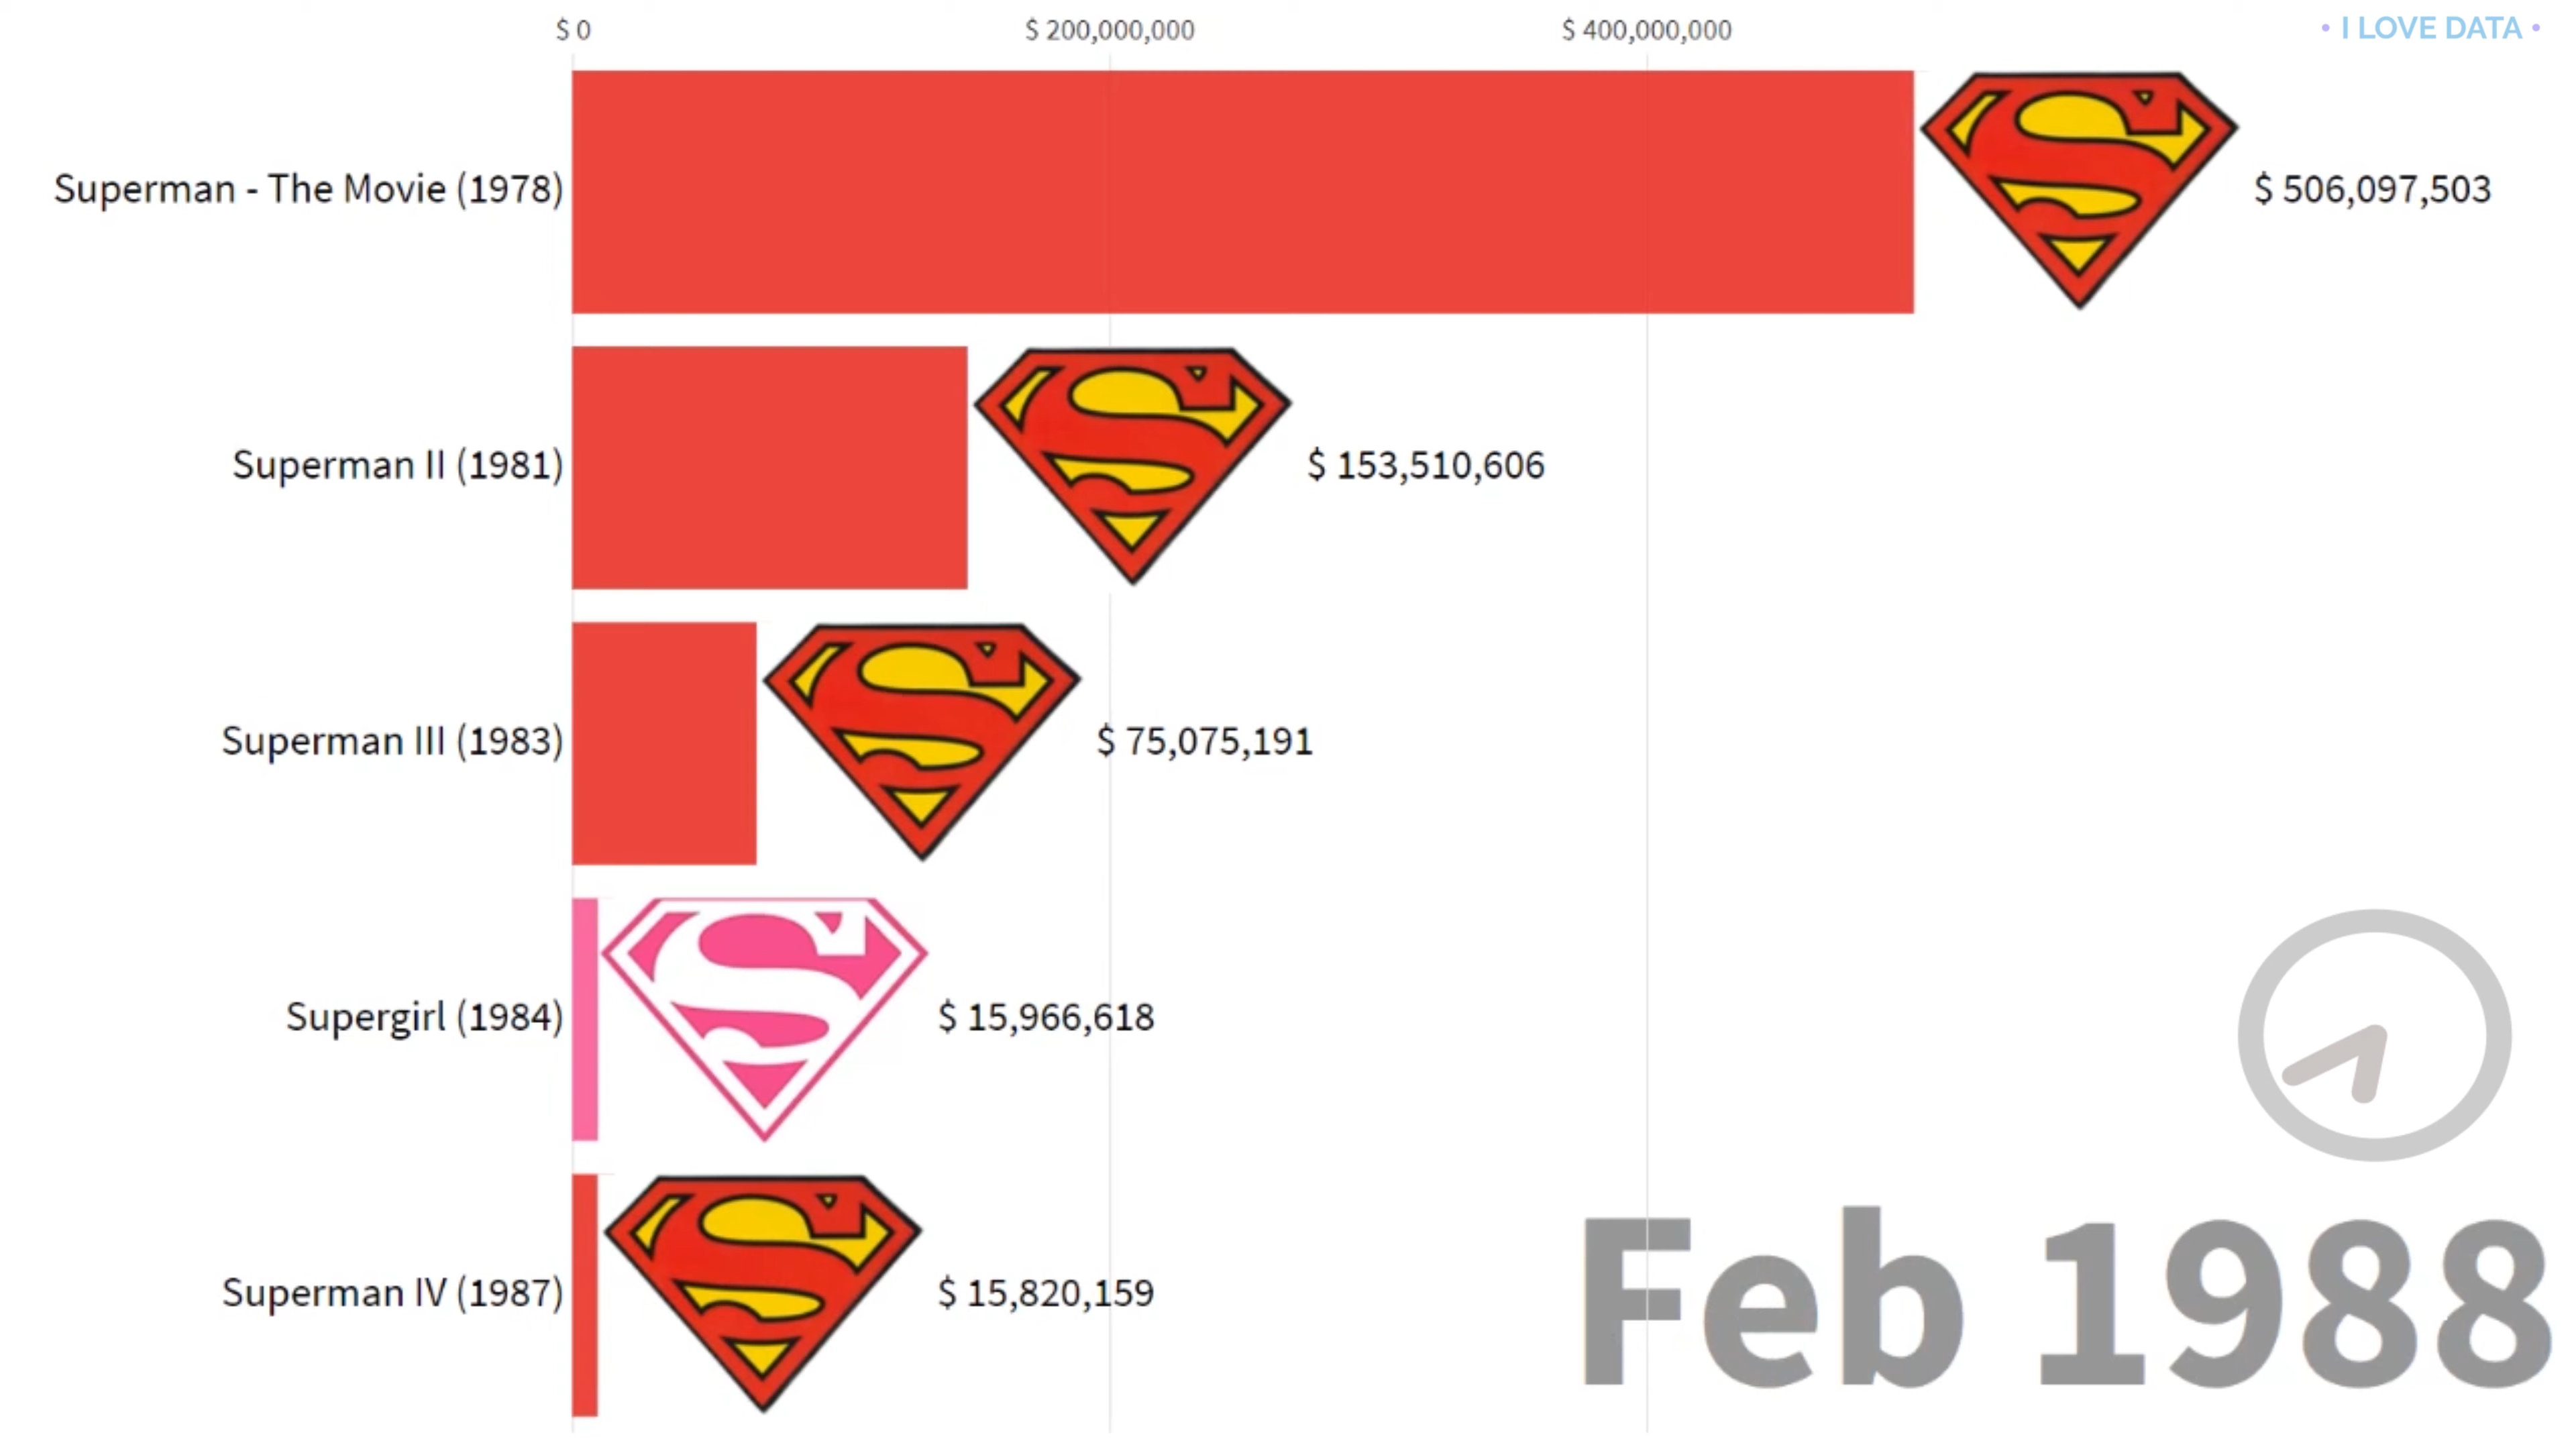 $ 0
$ 200,000,000
$ 400,000,000
• I LOVE DATA •
Superman - The Movie (1978)
$ 506,097,503
Superman II (1981)
$ 153,510,606
Superman III (1983)
$ 75,075,191
Supergirl (1984)
$ 15,966,618
Superman IV (1987)
$ 15,820,159
Feb 1988